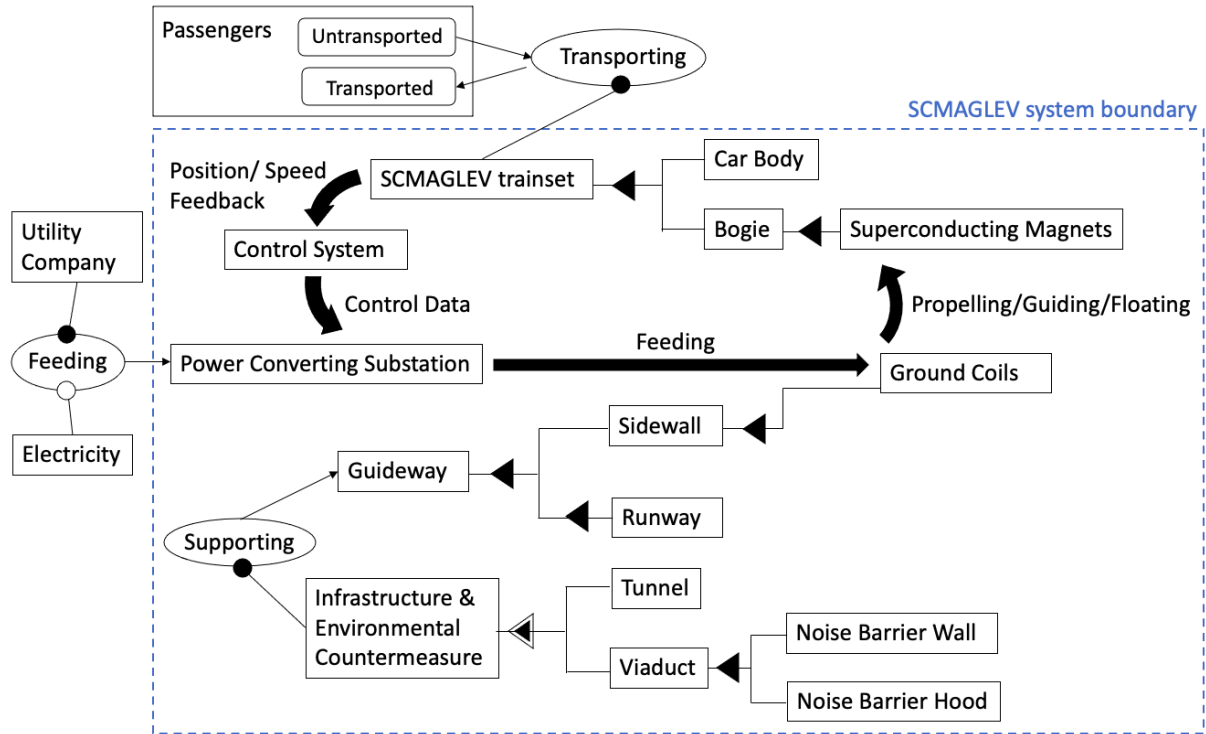 Passengers
Untransported
Transported
Transporting
SCMAGLEV system boundary
Position/ Speed
Feedback
SCMAGLEV trainset
Car Body
Bogie
Superconducting Magnets
Utility
Company
Control System
Control Data
Propelling/Guiding/Floating
Feeding
Power Converting Substation
Feeding
Ground Coils
Electricity
Sidewall
Guideway
Runway
Supporting
Infrastructure &
Environmental
Countermeasure
Tunnel
Viaduct
Noise Barrier Wall
Noise Barrier Hood